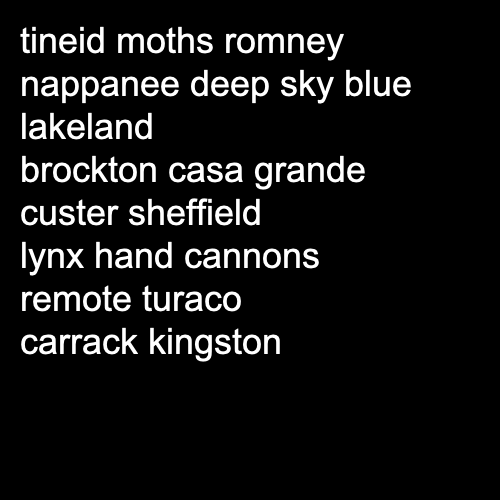 tineid moths romney
nappanee deep sky blue
lakeland
brockton casa grande
custer sheffield
lynx hand cannons
remote turaco
carrack kingston